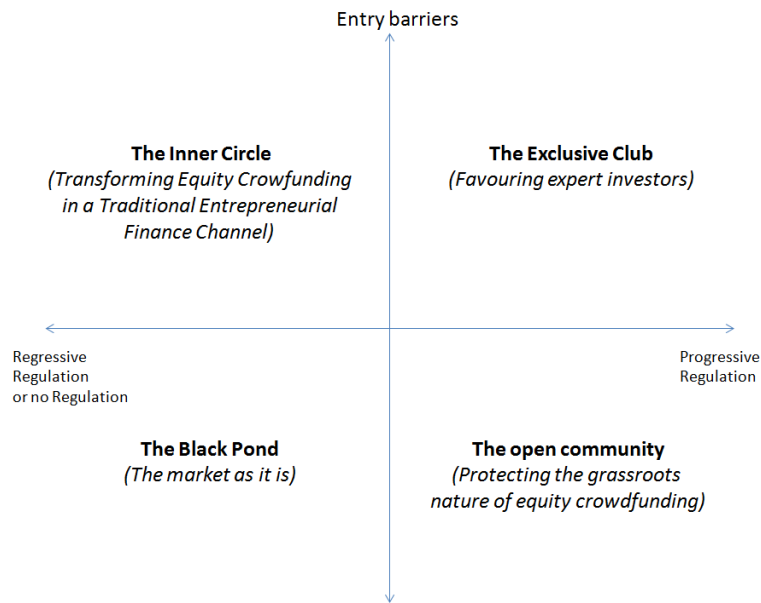 Entry barriers
The Inner Circle
(Transforming Equity Crowfunding
in a Traditional Entrepreneurial
Finance Channel)
The Exclusive Club
(Favouring expert investors)
Regressive
Regulation
or no Regulation
Progressive
Regulation
The Black Pond
(The market as it is)
The open community
(Protecting the grassroots
nature of equity crowdfunding)